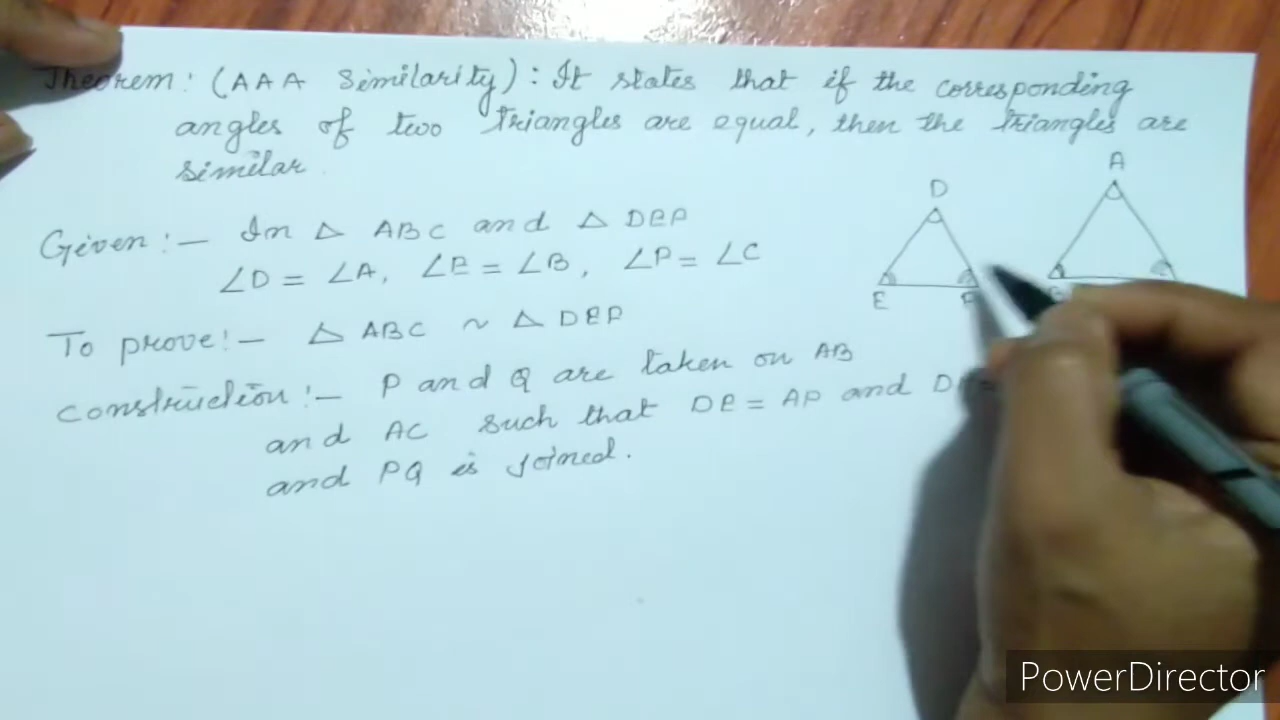 Theorem: (AAA Similarity): It states that if the corresponding
angles of two triangles are equal, then the triangles are
similar.
Given:— In △ ABC and △ DEF
∠D = ∠A, ∠E = ∠B, ∠F = ∠C
To prove:— △ ABC ~ △ DEF
Construction:— P and Q are taken on AB
and AC such that DE = AP and
and PQ is joined.
D
A
E
F
PowerDirector